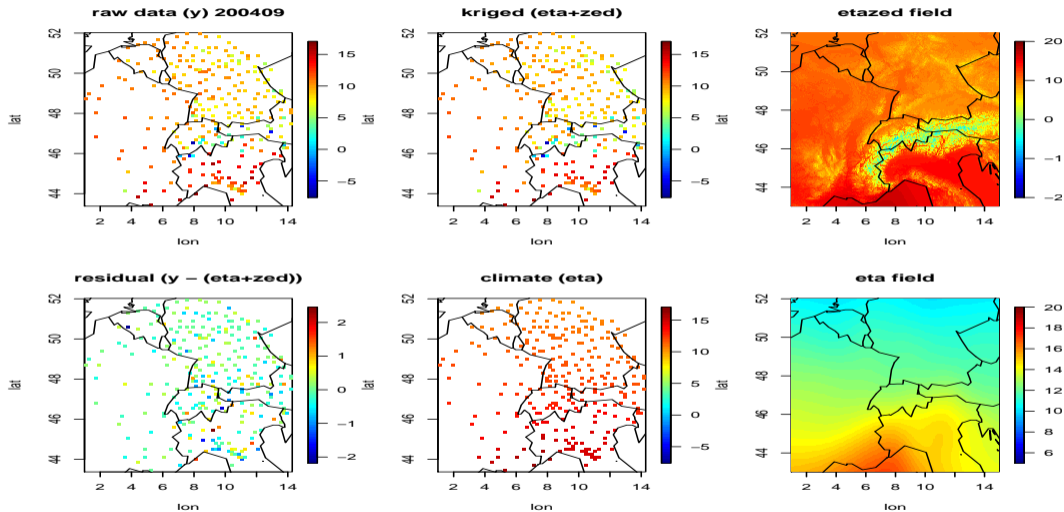 raw data (y) 200409
52
50
48
46
44
lat
2 4 6 8 10 12 14
lon
15
10
5
0
−5
kriged (eta+zed)
52
50
48
46
44
lat
2 4 6 8 10 12 14
lon
15
10
5
0
−5
etazed field
52
50
48
46
44
lat
2 4 6 8 10 12 14
lon
20
10
0
−1
−2
residual (y − (eta+zed))
52
50
48
46
44
lat
2 4 6 8 10 12 14
lon
2
1
0
−1
−2
climate (eta)
52
50
48
46
44
lat
2 4 6 8 10 12 14
lon
15
10
5
0
−5
eta field
52
50
48
46
44
lat
2 4 6 8 10 12 14
lon
20
18
16
14
12
10
8
6